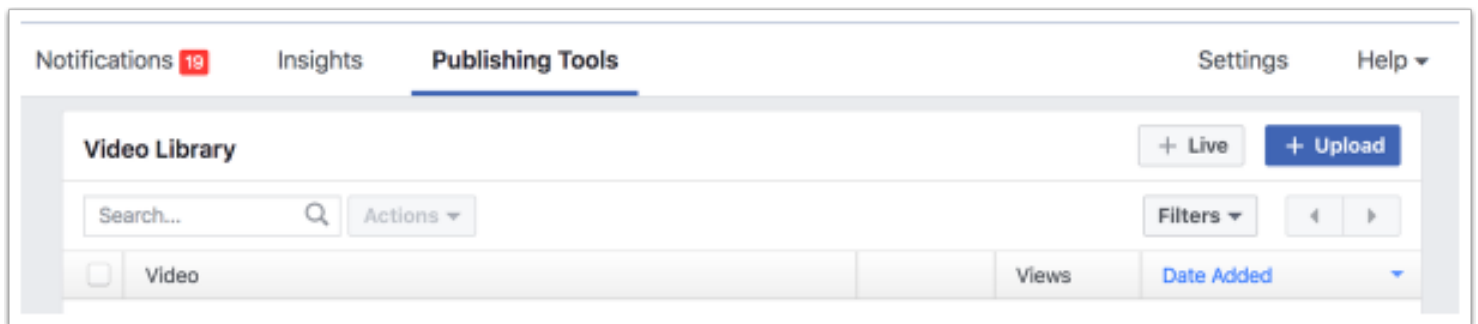 Notifications 19 Insights Publishing Tools Settings Help
Video Library + Live + Upload
Search... Actions Filters
Video Views Date Added